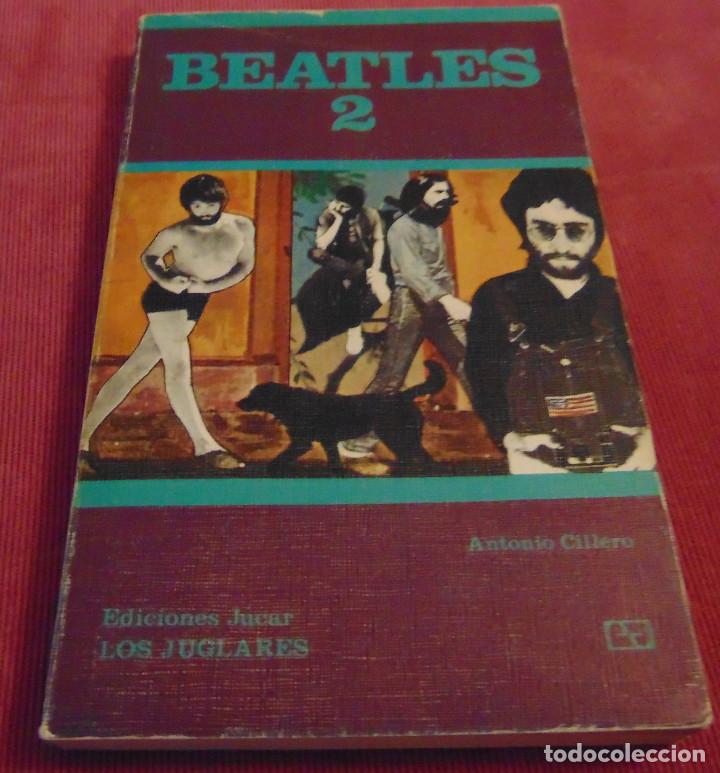 BEATLES
2
Antonio Cillero
Ediciones Jucar
LOS JUGLARES
todocoleccion